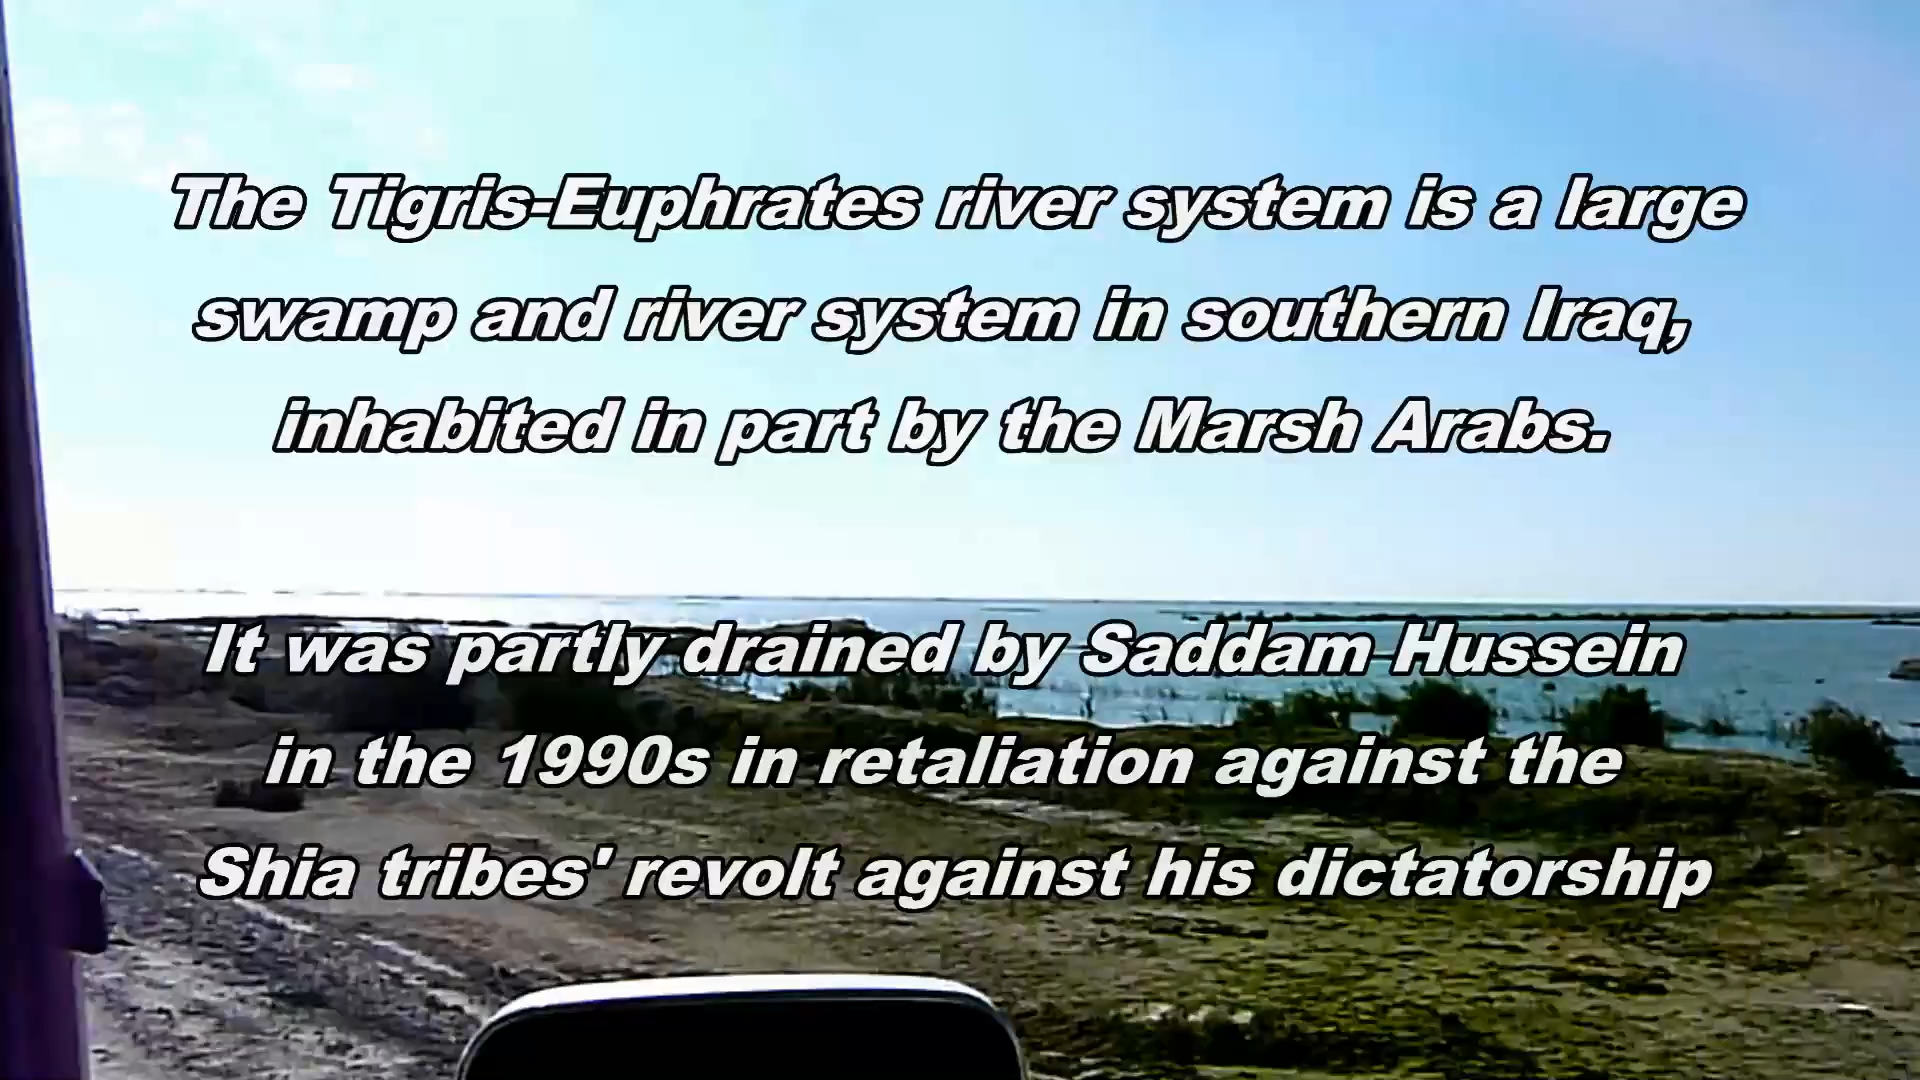 The Tigris-Euphrates river system is a large
swamp and river system in southern Iraq,
inhabited in part by the Marsh Arabs.
It was partly drained by Saddam Hussein
in the 1990s in retaliation against the
Shia tribes' revolt against his dictatorship